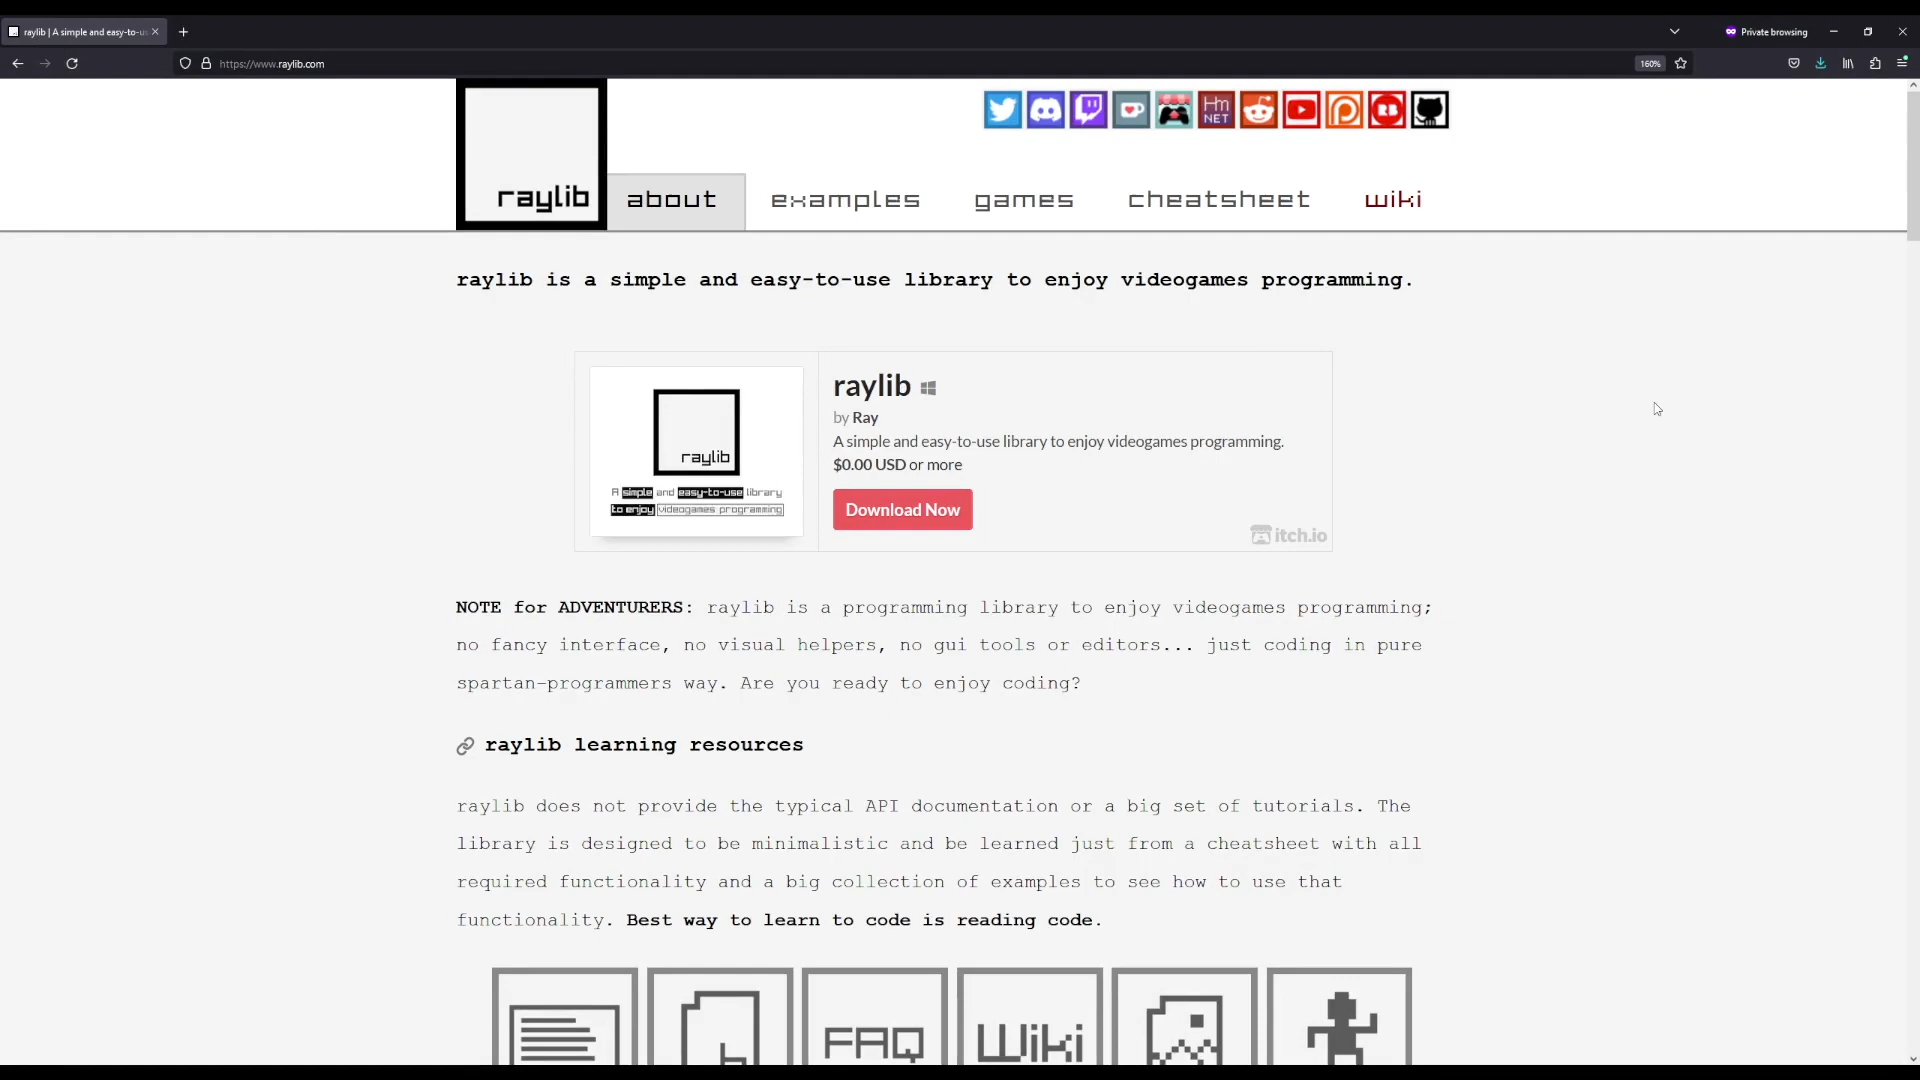 raylib | A simple and easy-to-us
Private browsing
https://www.raylib.com
160%
Hm
NET
raylib
about
examples
games
cheatsheet
wiki
raylib is a simple and easy-to-use library to enjoy videogames programming.
raylib
A simple and easy-to-use library
to enjoy videogames programming
raylib
by Ray
A simple and easy-to-use library to enjoy videogames programming.
$0.00 USD or more
Download Now
itch.io
NOTE for ADVENTURERS: raylib is a programming library to enjoy videogames programming;
no fancy interface, no visual helpers, no gui tools or editors... just coding in pure
spartan-programmers way. Are you ready to enjoy coding?
raylib learning resources
raylib does not provide the typical API documentation or a big set of tutorials. The
library is designed to be minimalistic and be learned just from a cheatsheet with all
required functionality and a big collection of examples to see how to use that
functionality. Best way to learn to code is reading code.
FAQ
Wiki